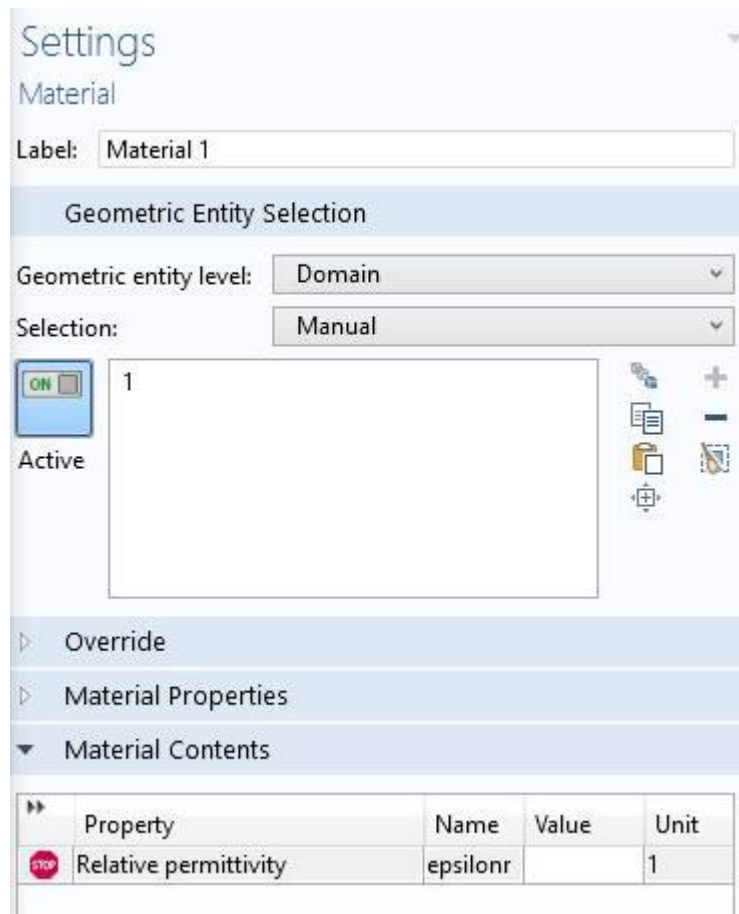 Settings
Material
Label: Material 1
Geometric Entity Selection
Geometric entity level: Domain
Selection: Manual
ON 1
Active
Override
Material Properties
Material Contents
Property Name Value Unit
STOP Relative permittivity epsilonr 1